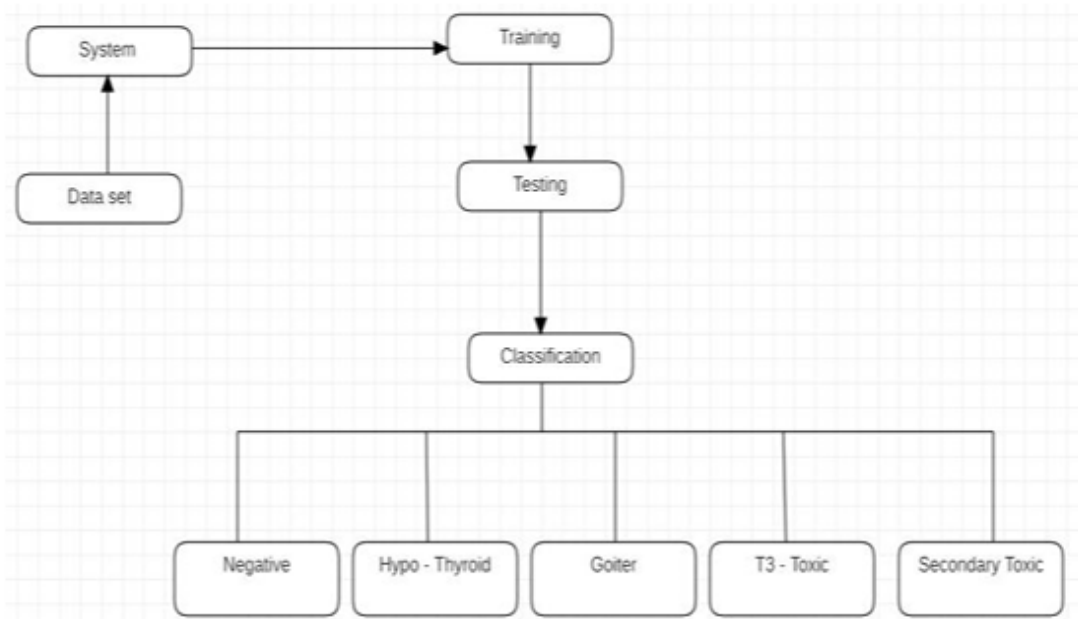 System
Training
Data set
Testing
Classification
Negative
Hypo - Thyroid
Goiter
T3 - Toxic
Secondary Toxic